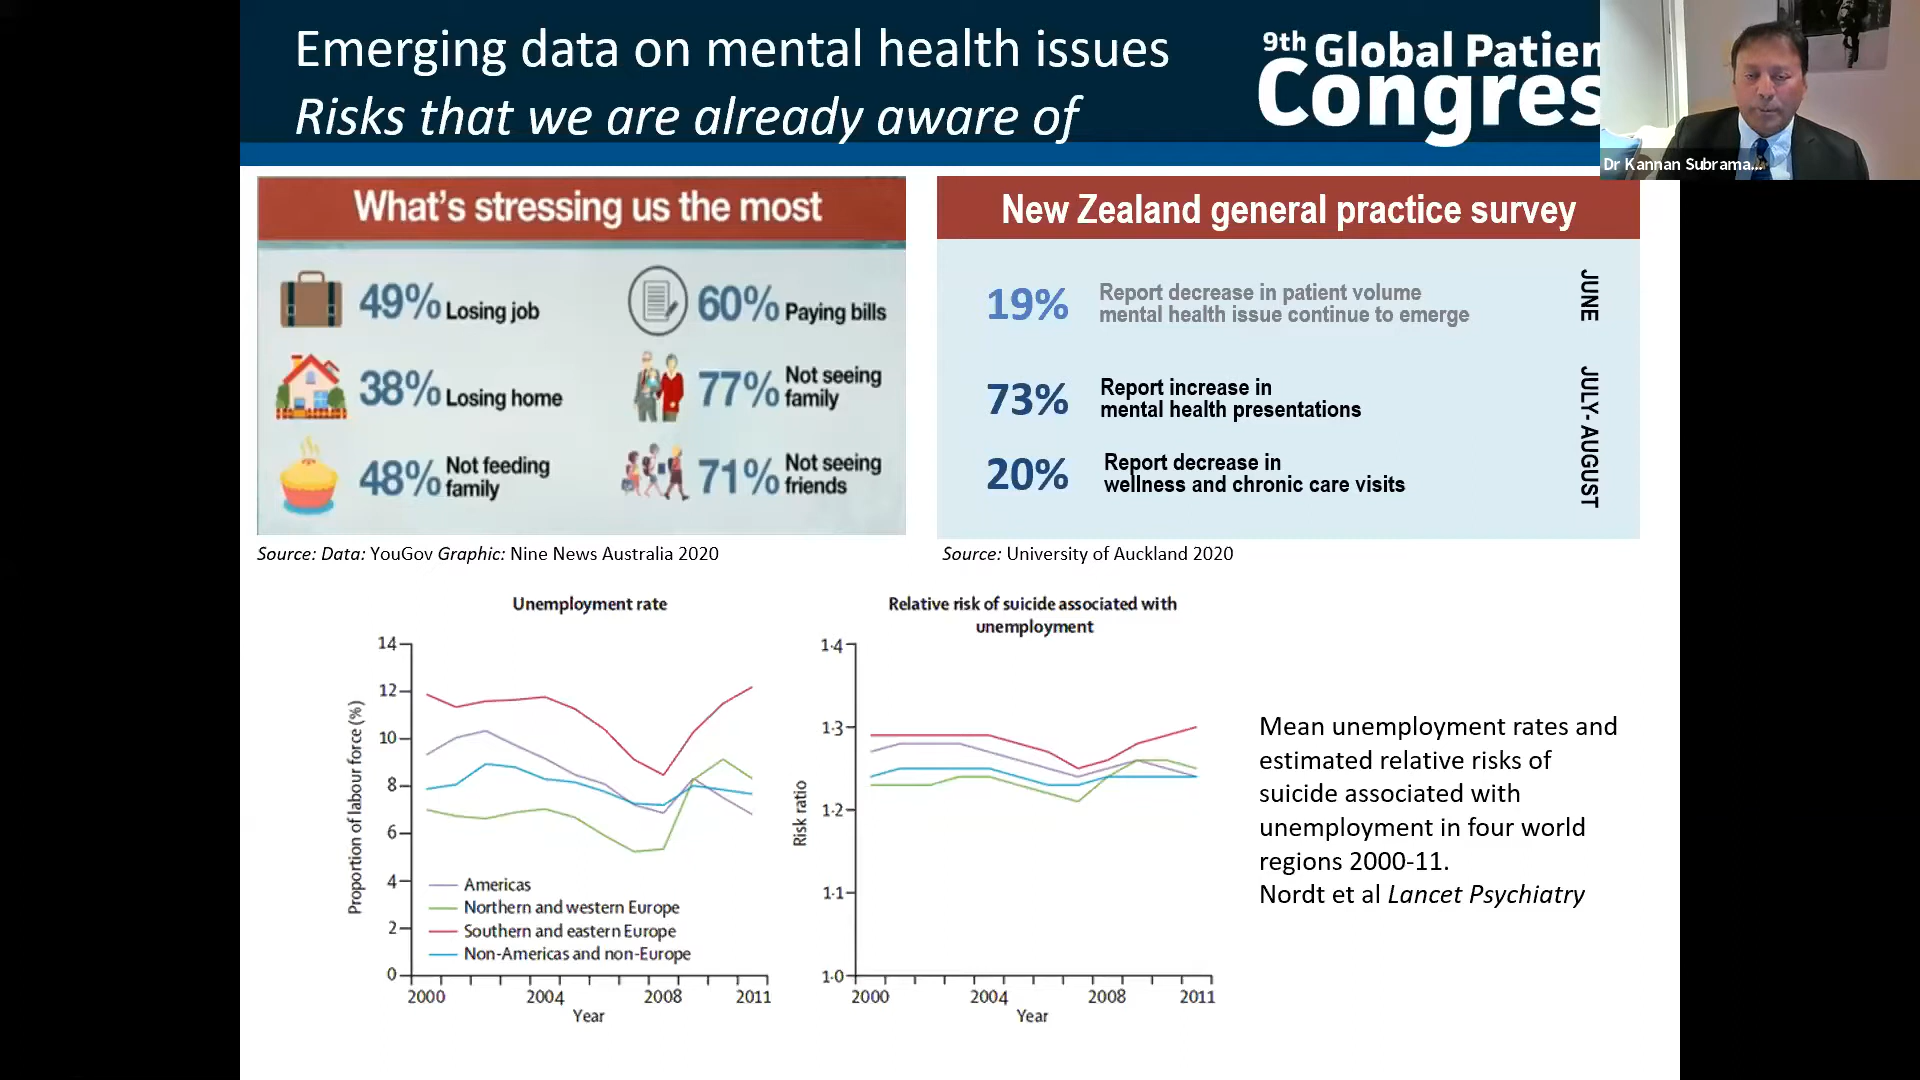 Emerging data on mental health issues
Risks that we are already aware of
9th Global Patien
Congres
Dr Kannan Subrama...
What's stressing us the most
49% Losing job
60% Paying bills
38% Losing home
77% Not seeing
family
48% Not feeding
family
71% Not seeing
friends
Source: Data: YouGov Graphic: Nine News Australia 2020
New Zealand general practice survey
19% Report decrease in patient volume
mental health issue continue to emerge
JUNE
73% Report increase in
mental health presentations
20% Report decrease in
wellness and chronic care visits
JULY- AUGUST
Source: University of Auckland 2020
Unemployment rate
Proportion of labour force (%)
14
12
10
8
6
4
2
0
Americas
Northern and western Europe
Southern and eastern Europe
Non-Americas and non-Europe
2000 2004 2008 2011
Year
Relative risk of suicide associated with
unemployment
Risk ratio
1·4
1·3
1·2
1·1
1·0
2000 2004 2008 2011
Year
Mean unemployment rates and
estimated relative risks of
suicide associated with
unemployment in four world
regions 2000-11.
Nordt et al Lancet Psychiatry